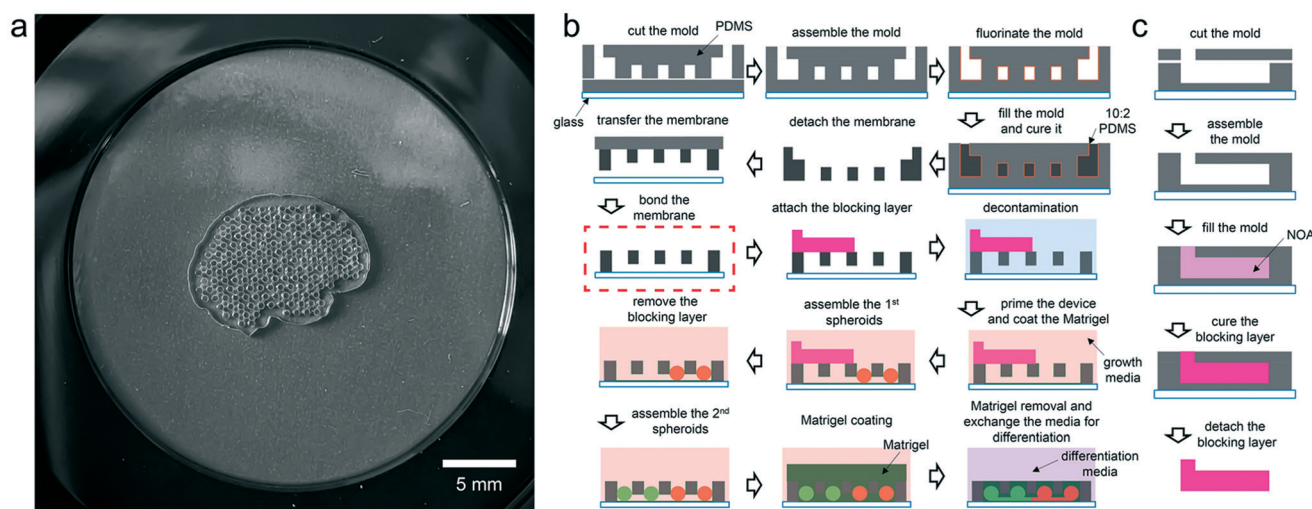 a
5 mm
b
cut the mold
PDMS
assemble the mold
fluorinate the mold
glass
transfer the membrane
detach the membrane
fill the mold
and cure it
10:2
PDMS
bond the
membrane
attach the blocking layer
decontamination
remove the
blocking layer
assemble the 1st
spheroids
prime the device
and coat the Matrigel
growth
media
assemble the 2nd
spheroids
Matrigel coating
Matrigel
Matrigel removal and
exchange the media for
differentiation
differentiation
media
c
cut the mold
assemble
the mold
fill the mold
NOA
cure the
blocking layer
detach the
blocking layer